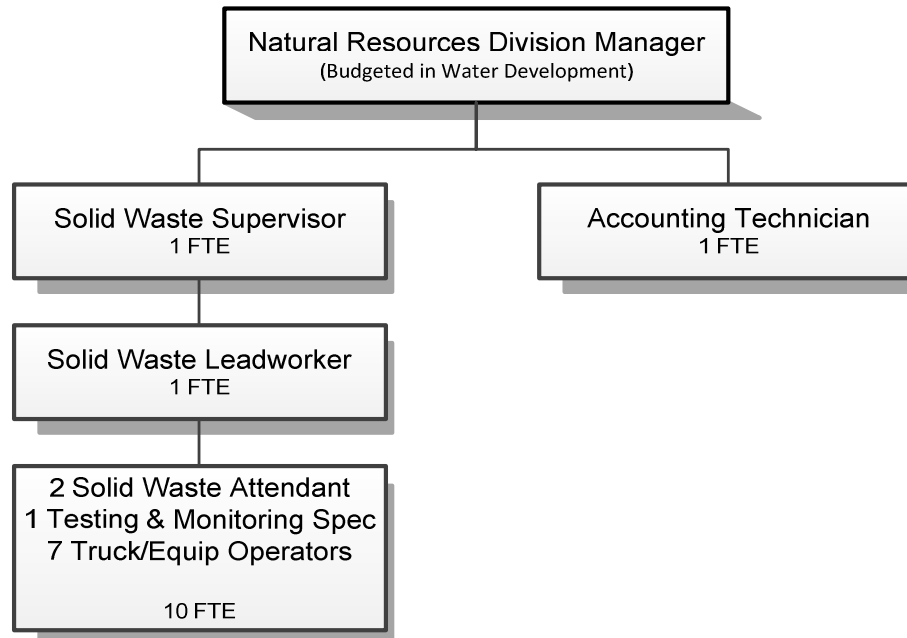 Natural Resources Division Manager
(Budgeted in Water Development)
Solid Waste Supervisor
1 FTE
Accounting Technician
1 FTE
Solid Waste Leadworker
1 FTE
2 Solid Waste Attendant
1 Testing & Monitoring Spec
7 Truck/Equip Operators
10 FTE